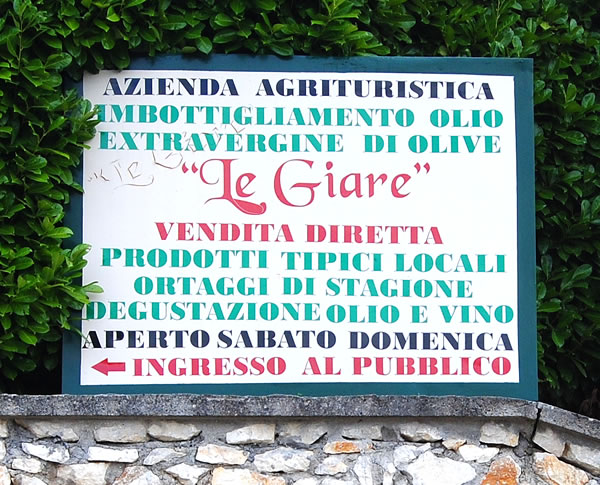 AZIENDA AGRITURISTICA
IMBOTTIGLIAMENTO OLIO
EXTRAVERGINE DI OLIVE
"Le Giare"
VENDITA DIRETTA
PRODOTTI TIPICI LOCALI
ORTAGGI DI STAGIONE
DEGUSTAZIONE OLIO E VINO
APERTO SABATO DOMENICA
INGRESSO AL PUBBLICO